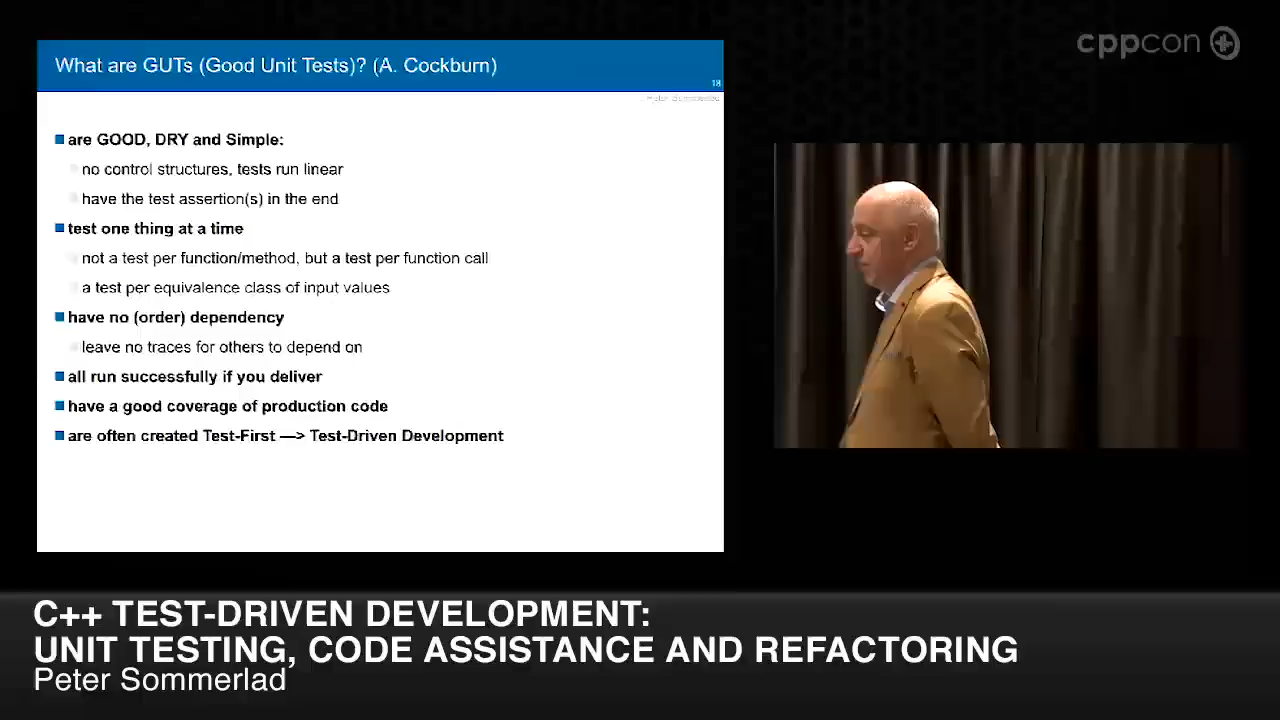 cppcon
What are GUTs (Good Unit Tests)? (A. Cockburn)
18
Peter Sommerlad
are GOOD, DRY and Simple:
no control structures, tests run linear
have the test assertion(s) in the end
test one thing at a time
not a test per function/method, but a test per function call
a test per equivalence class of input values
have no (order) dependency
leave no traces for others to depend on
all run successfully if you deliver
have a good coverage of production code
are often created Test-First —> Test-Driven Development
C++ TEST-DRIVEN DEVELOPMENT:
UNIT TESTING, CODE ASSISTANCE AND REFACTORING
Peter Sommerlad